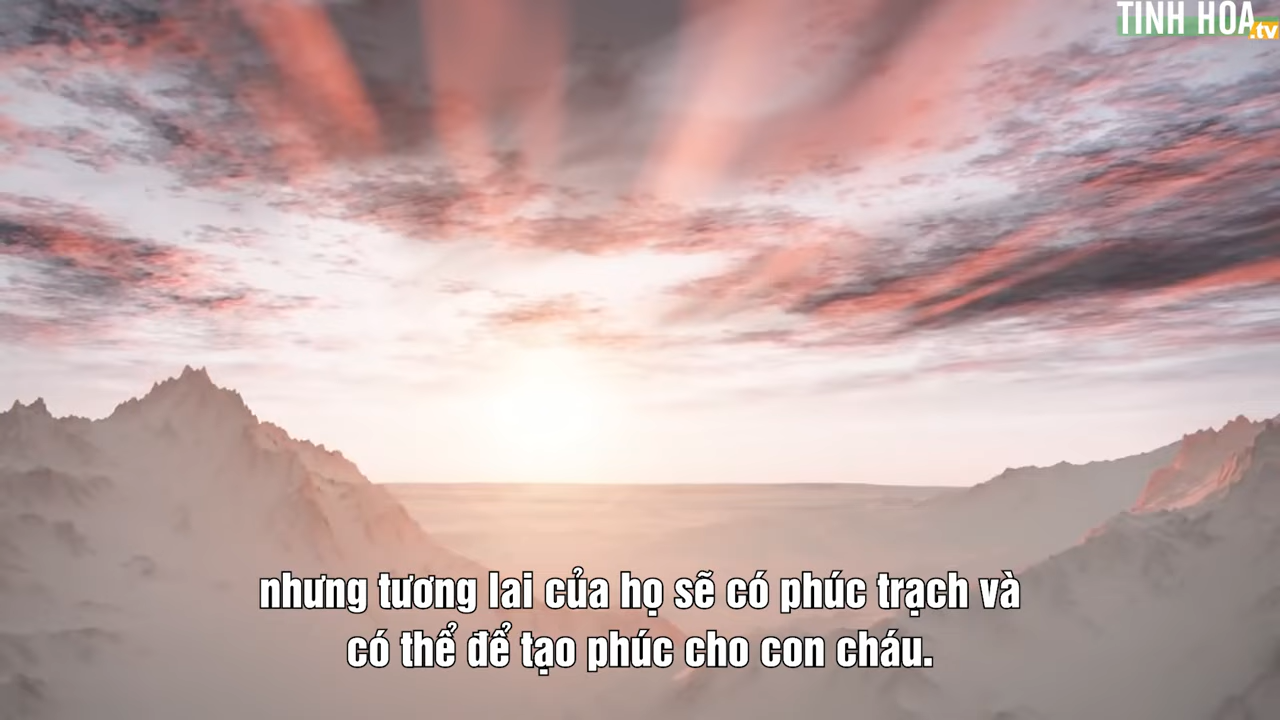 TINH HOA
.tv
nhưng tương lai của họ sẽ có phúc trạch và
có thể để tạo phúc cho con cháu.